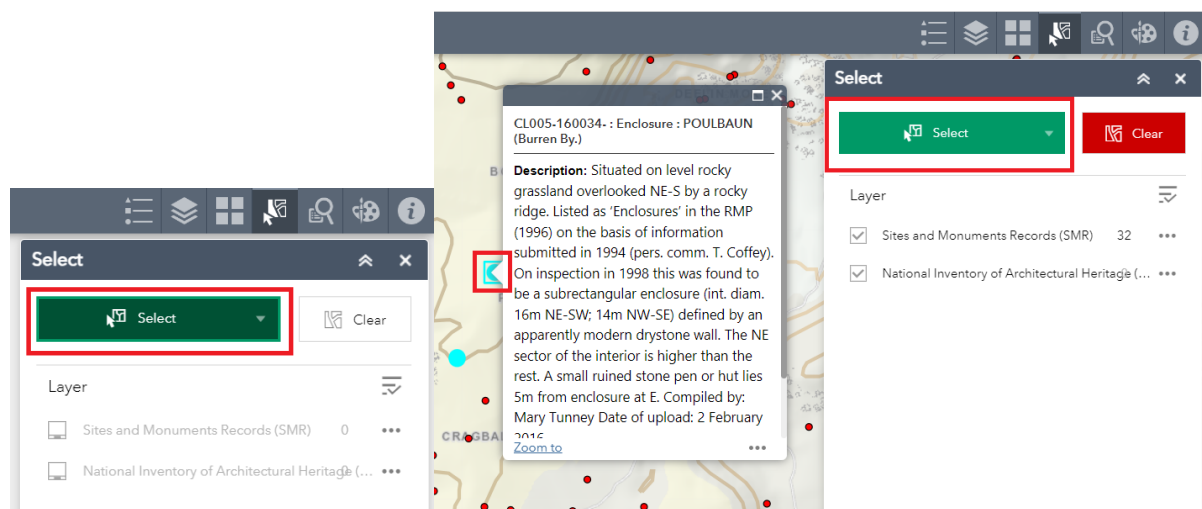 Select
Select
Clear
Layer
Sites and Monuments Records (SMR) 0
National Inventory of Architectural Heritage (...
CL005-160034- : Enclosure : POULBAUN
(Burren By.)
Description: Situated on level rocky
grassland overlooked NE-S by a rocky
ridge. Listed as ‘Enclosures’ in the RMP
(1996) on the basis of information
submitted in 1994 (pers. comm. T. Coffey).
On inspection in 1998 this was found to
be a subrectangular enclosure (int. diam.
16m NE-SW; 14m NW-SE) defined by an
apparently modern drystone wall. The NE
sector of the interior is higher than the
rest. A small ruined stone pen or hut lies
5m from enclosure at E. Compiled by:
Mary Tunney Date of upload: 2 February
Zoom to
CRAGBA
Select
Select
Clear
Layer
Sites and Monuments Records (SMR) 32
National Inventory of Architectural Heritage (...